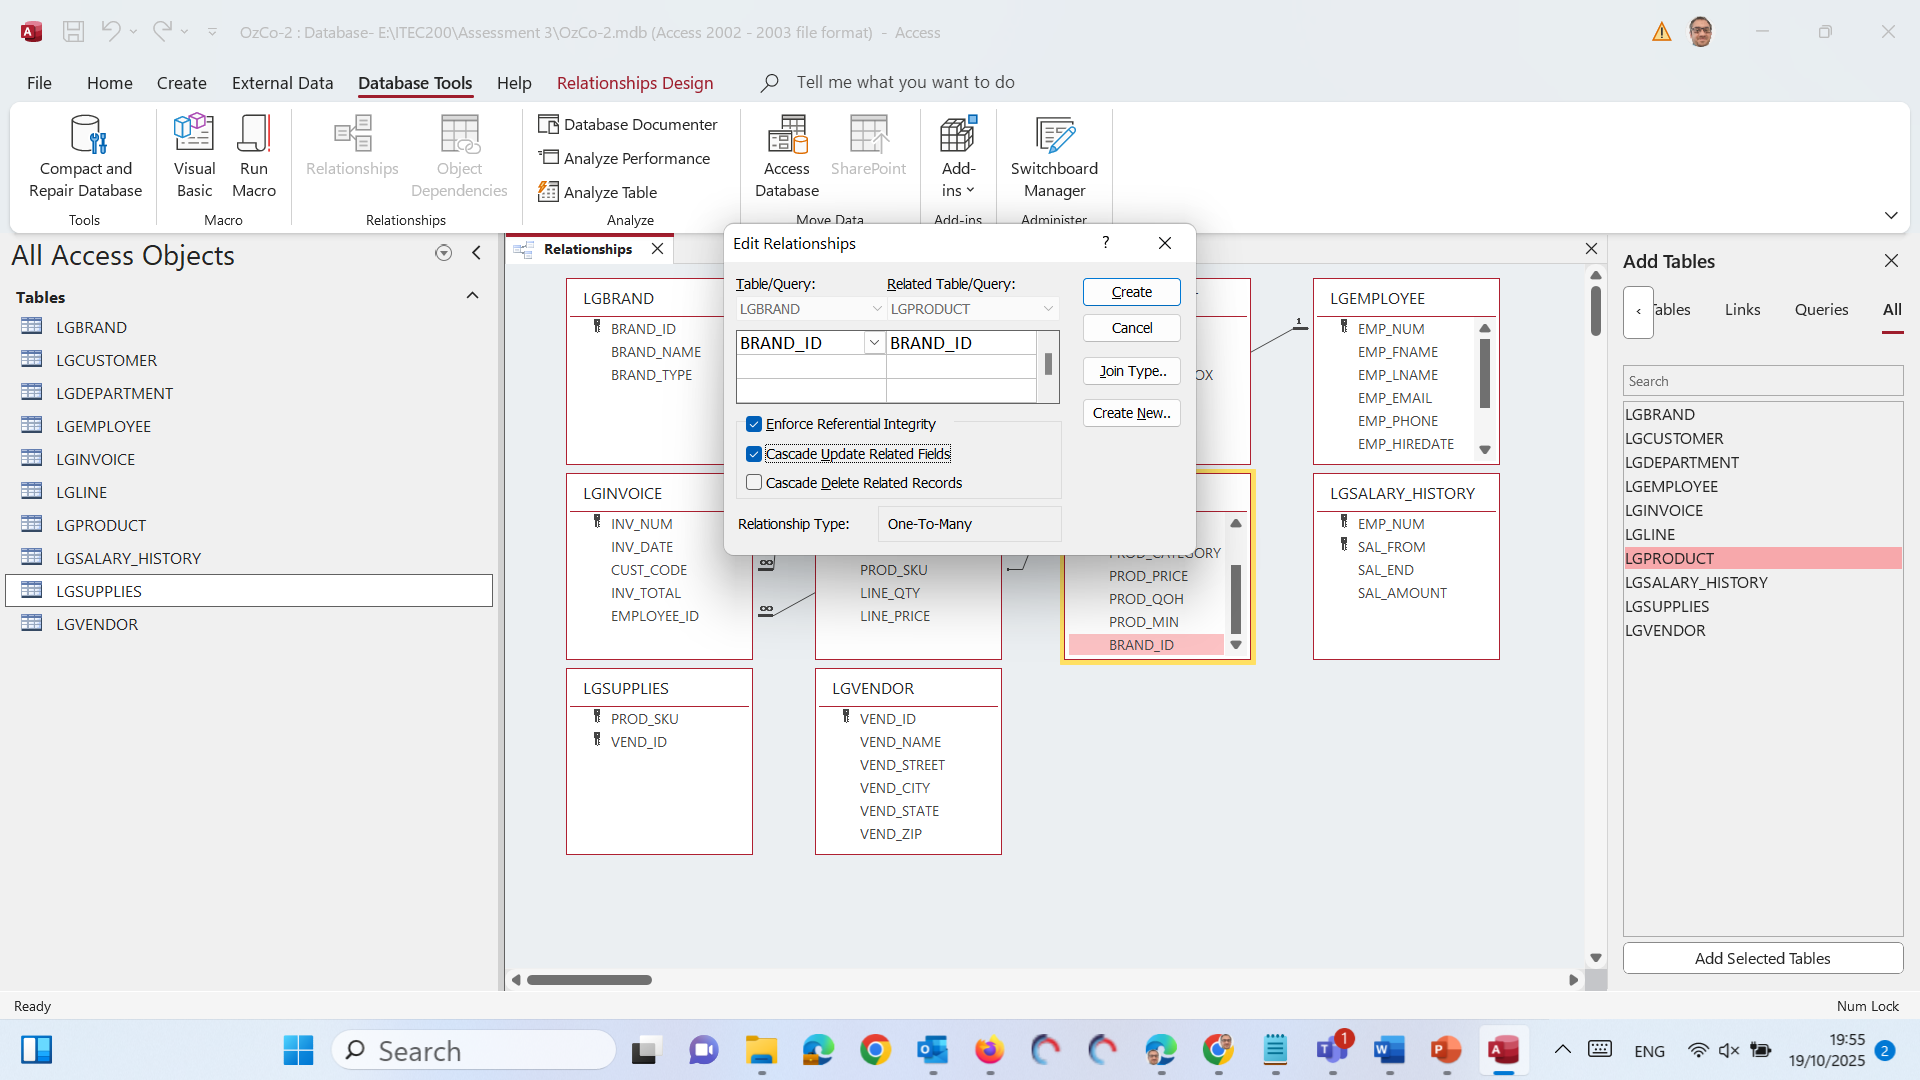 OzCo-2 : Database- E:\ITEC200\Assessment 3\OzCo-2.mdb (Access 2002 - 2003 file format) - Access
File Home Create External Data Database Tools Help Relationships Design Tell me what you want to do
Compact and Repair Database
Visual Basic
Run Macro
Relationships
Object Dependencies
Database Documenter
Analyze Performance
Analyze Table
Access Database
SharePoint
Add-ins
Switchboard Manager
Tools Macro Relationships Analyze Move Data Add-ins Administer
All Access Objects
Tables
LGBRAND
LGCUSTOMER
LGDEPARTMENT
LGEMPLOYEE
LGINVOICE
LGLINE
LGPRODUCT
LGSALARY_HISTORY
LGSUPPLIES
LGVENDOR
Relationships
LGBRAND
BRAND_ID
BRAND_NAME
BRAND_TYPE
Edit Relationships
?
Table/Query: Related Table/Query:
LGBRAND LGPRODUCT
BRAND_ID BRAND_ID
Enforce Referential Integrity
Cascade Update Related Fields
Cascade Delete Related Records
Relationship Type: One-To-Many
Create
Cancel
Join Type..
Create New..
OX
1
LGEMPLOYEE
EMP_NUM
EMP_FNAME
EMP_LNAME
EMP_EMAIL
EMP_PHONE
EMP_HIREDATE
LGINVOICE
INV_NUM
INV_DATE
CUST_CODE
INV_TOTAL
EMPLOYEE_ID
∞
∞
PROD_SKU
LINE_QTY
LINE_PRICE
PROD_CATEGORY
PROD_PRICE
PROD_QOH
PROD_MIN
BRAND_ID
LGSALARY_HISTORY
EMP_NUM
SAL_FROM
SAL_END
SAL_AMOUNT
LGSUPPLIES
PROD_SKU
VEND_ID
LGVENDOR
VEND_ID
VEND_NAME
VEND_STREET
VEND_CITY
VEND_STATE
VEND_ZIP
Add Tables
ables Links Queries All
Search
LGBRAND
LGCUSTOMER
LGDEPARTMENT
LGEMPLOYEE
LGINVOICE
LGLINE
LGPRODUCT
LGSALARY_HISTORY
LGSUPPLIES
LGVENDOR
Add Selected Tables
Ready Num Lock
Search
1
ENG
19:55
19/10/2025
2